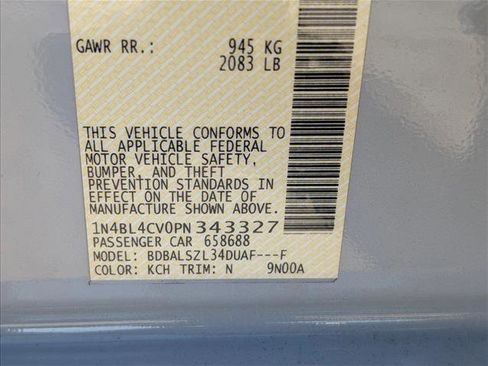 GAWR RR.: 945 KG
2083 LB
THIS VEHICLE CONFORMS TO
ALL APPLICABLE FEDERAL
MOTOR VEHICLE SAFETY,
BUMPER, AND THEFT
PREVENTION STANDARDS IN
EFFECT ON THE DATE OF
MANUFACTURE SHOWN ABOVE.
1N4BL4CV0PN343327
PASSENGER CAR 658688
MODEL: BDBALSZL34DUAF---F
COLOR: KCH TRIM: N 9N00A